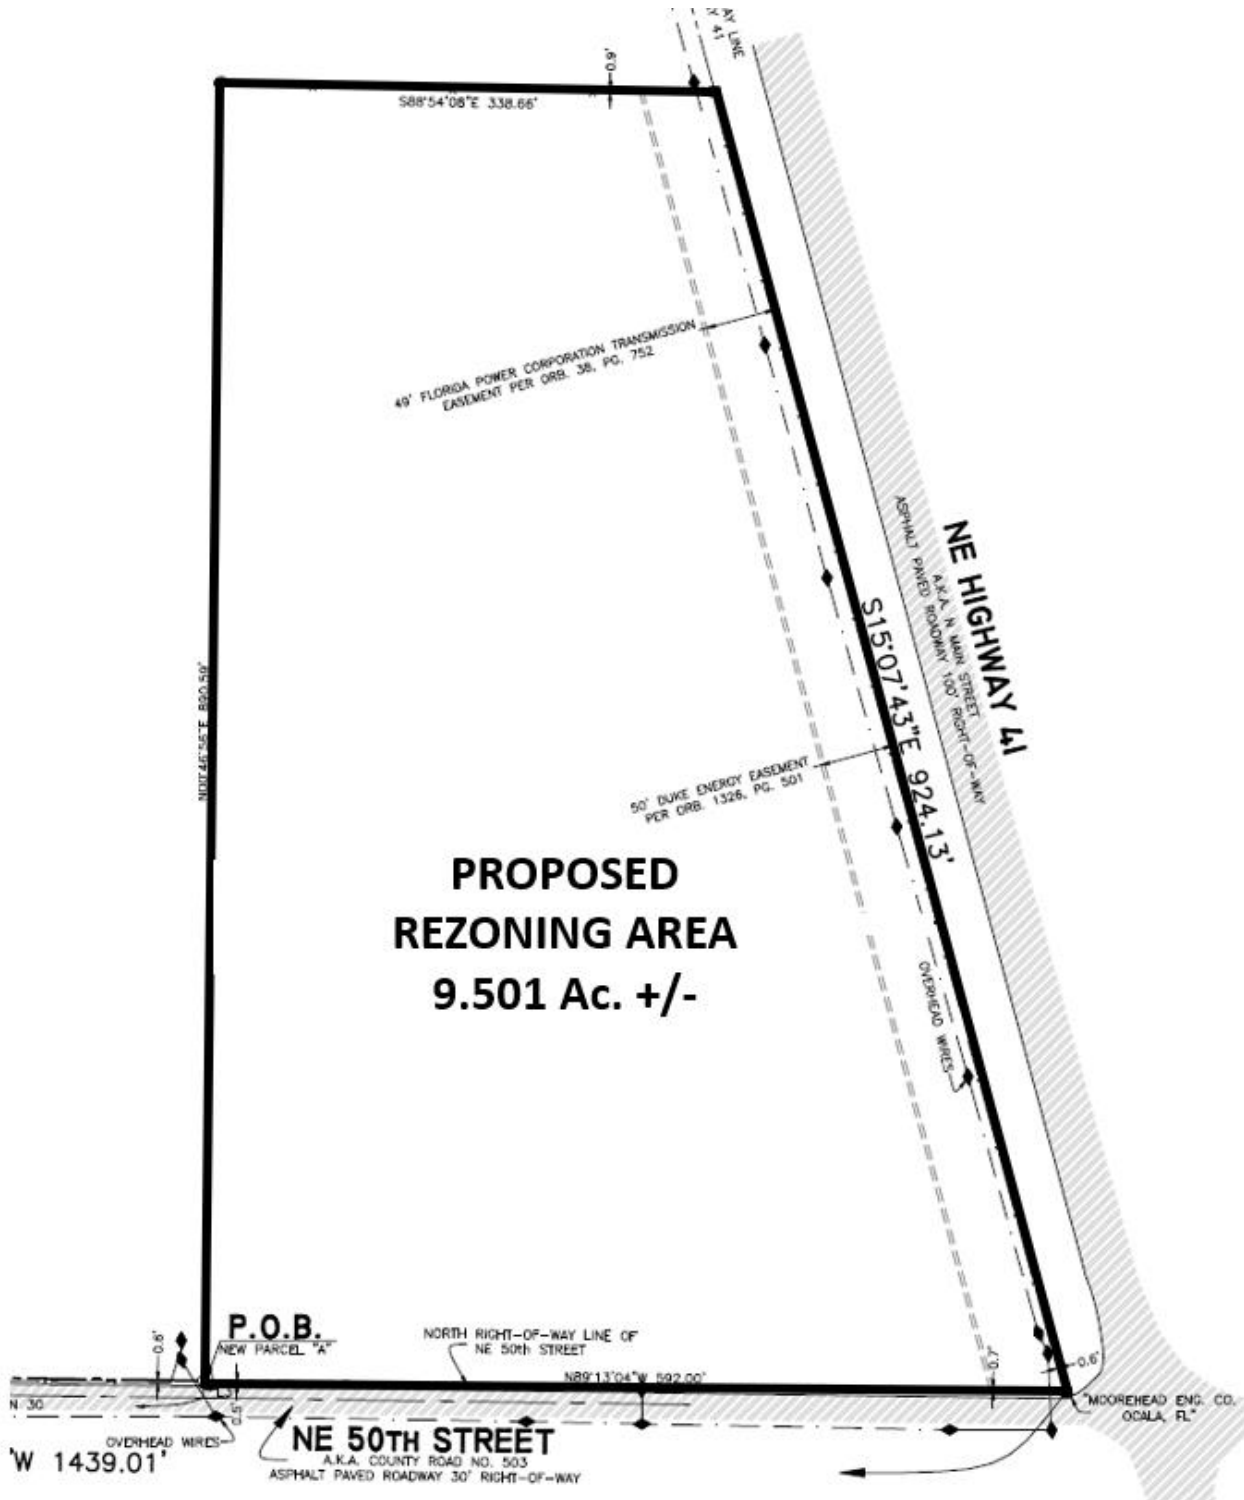 AY LINE
Y 41
0.9'
S88°54'08"E 338.66'
49' FLORIDA POWER CORPORATION TRANSMISSION
EASEMENT PER ORB. 38, PG. 752
NE HIGHWAY 41
A.K.A. N MAIN STREET
ASPHALT PAVED ROADWAY 100' RIGHT-OF-WAY
S15°07'43"E 924.13'
N00°46'56"E 890.59'
50' DUKE ENERGY EASEMENT
PER ORB. 1326, PG. 501
PROPOSED
REZONING AREA
9.501 Ac. +/-
OVERHEAD WIRES
P.O.B.
NEW PARCEL "A"
0.6'
NORTH RIGHT-OF-WAY LINE OF
NE 50th STREET
N89°13'04"W 592.00'
0.6'
0.5'
N 30
"MOOREHEAD ENG. CO.
OCALA, FL"
OVERHEAD WIRES
NE 50TH STREET
A.K.A. COUNTY ROAD NO. 503
ASPHALT PAVED ROADWAY 30' RIGHT-OF-WAY
'W 1439.01'